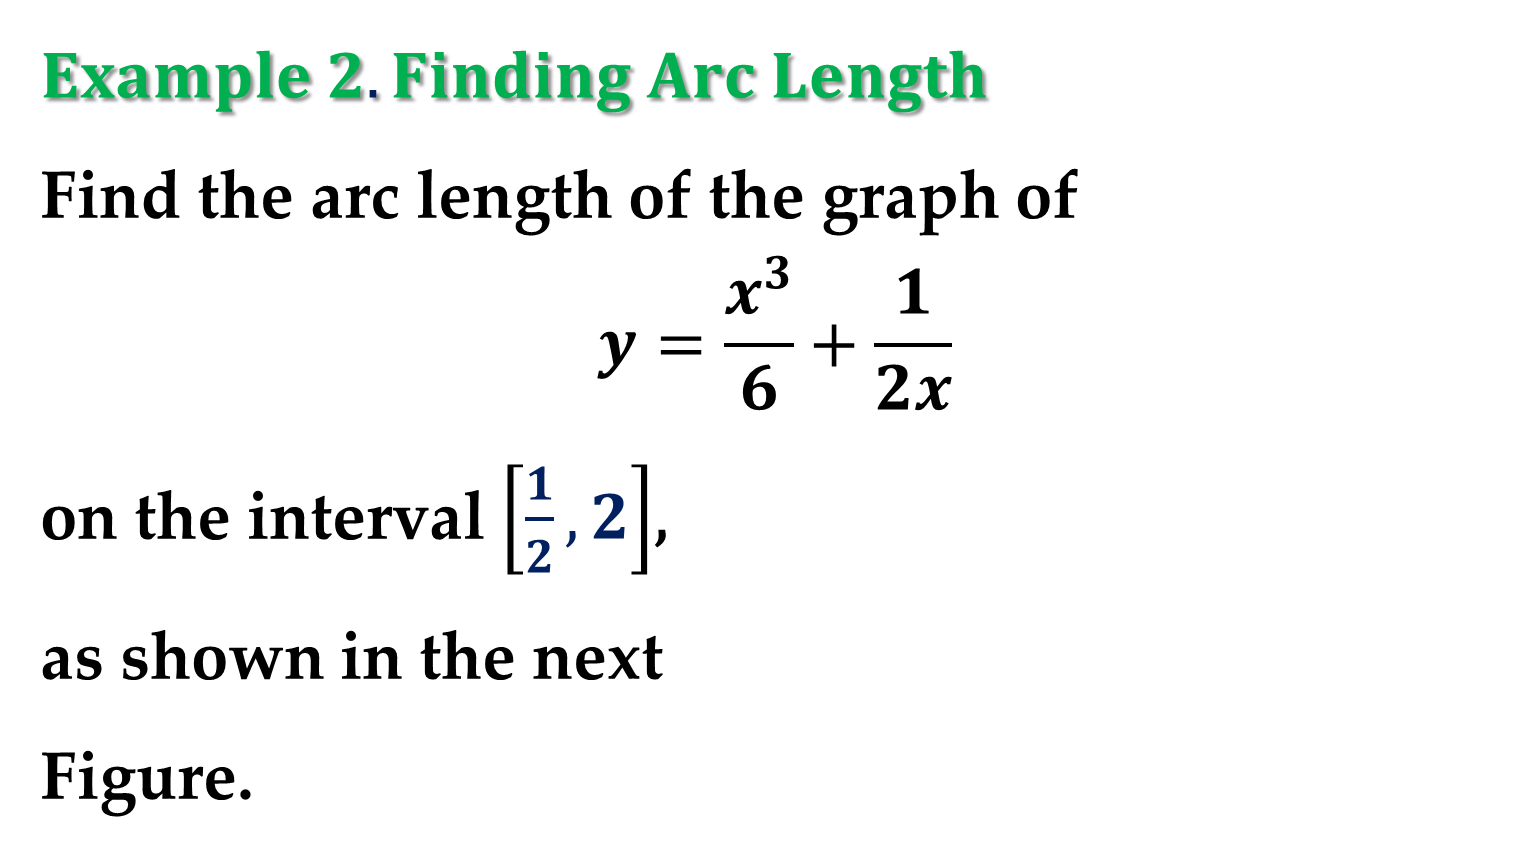 Example 2. Finding Arc Length
Find the arc length of the graph of
y = x³/6 + 1/2x
on the interval [1/2, 2],
as shown in the next
Figure.